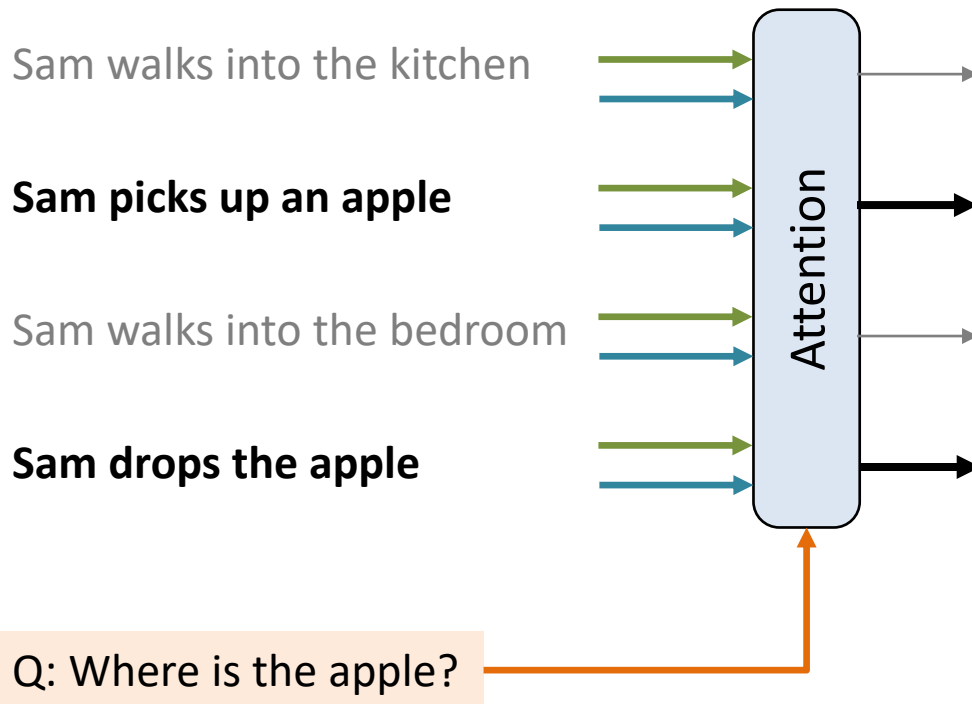 Sam walks into the kitchen
Sam picks up an apple
Sam walks into the bedroom
Sam drops the apple
Attention
Q: Where is the apple?